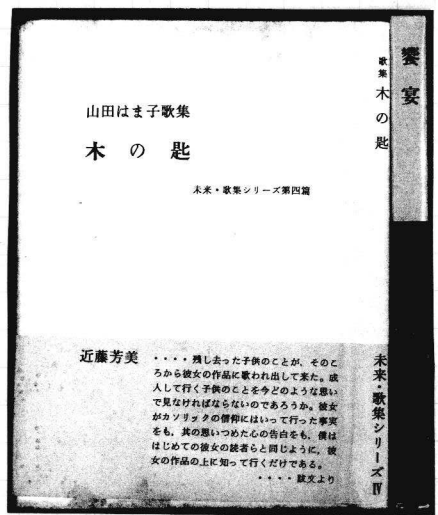 山田はま子歌集
木の匙
未来・歌集シリーズ第四篇
近藤芳美
・・・・残し去った子供のことが、そのこ
ろから彼女の作品に歌われ出して来た。成
人して行く子供のことを今どのような思い
で見なければならないのであろうか。彼女
がカソリックの信仰にはいって行った事実
をも、其の思いつめた心の告白をも、僕は
はじめての彼女の読者らと同じように、彼
女の作品の上に知って行くだけである。
・・・・跋文より
歌集 木の匙
未来・歌集シリーズⅣ
饗宴